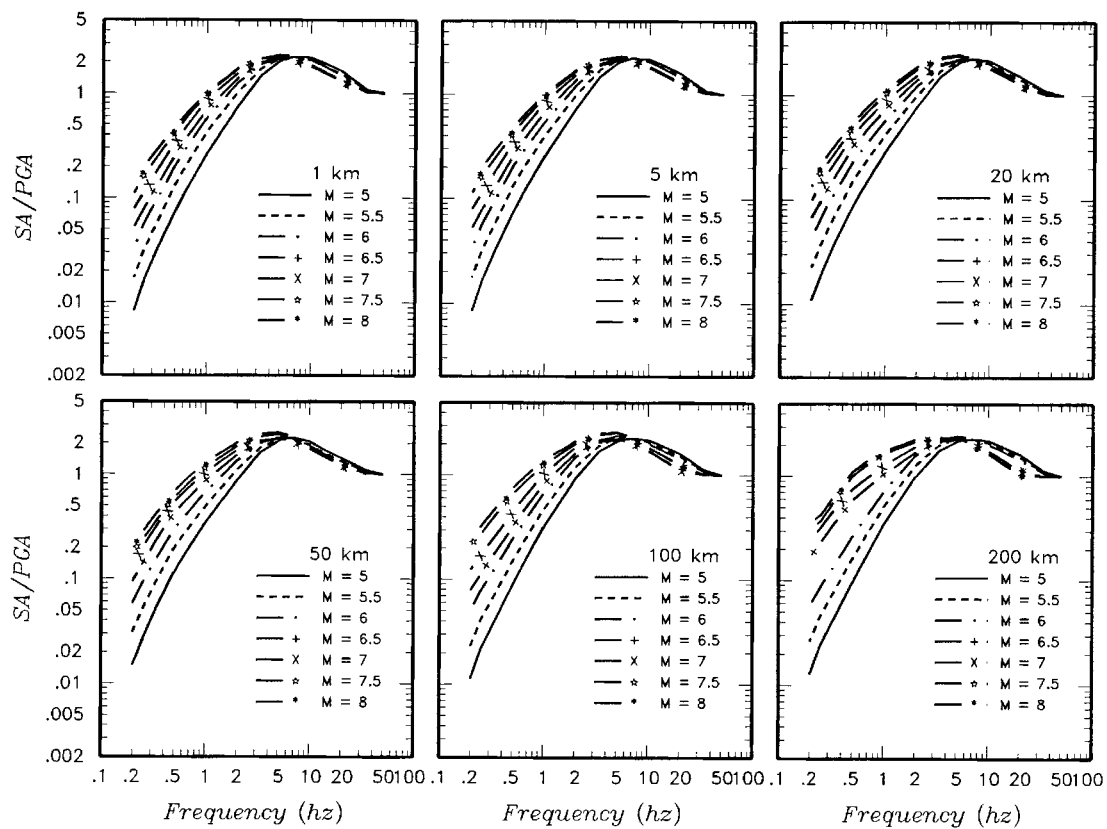 SA/PGA
5
2
1
.5
.2
.1
.05
.02
.01
.005
.002
1 km
M = 5
M = 5.5
M = 6
M = 6.5
M = 7
M = 7.5
M = 8
5 km
M = 5
M = 5.5
M = 6
M = 6.5
M = 7
M = 7.5
M = 8
20 km
M = 5
M = 5.5
M = 6
M = 6.5
M = 7
M = 7.5
M = 8
SA/PGA
5
2
1
.5
.2
.1
.05
.02
.01
.005
.002
50 km
M = 5
M = 5.5
M = 6
M = 6.5
M = 7
M = 7.5
M = 8
100 km
M = 5
M = 5.5
M = 6
M = 6.5
M = 7
M = 7.5
M = 8
200 km
M = 5
M = 5.5
M = 6
M = 6.5
M = 7
M = 7.5
M = 8
.1 .2 .5 1 2 5 10 20 50 100
.1 .2 .5 1 2 5 10 20 50 100
.1 .2 .5 1 2 5 10 20 50 100
Frequency (hz)
Frequency (hz)
Frequency (hz)